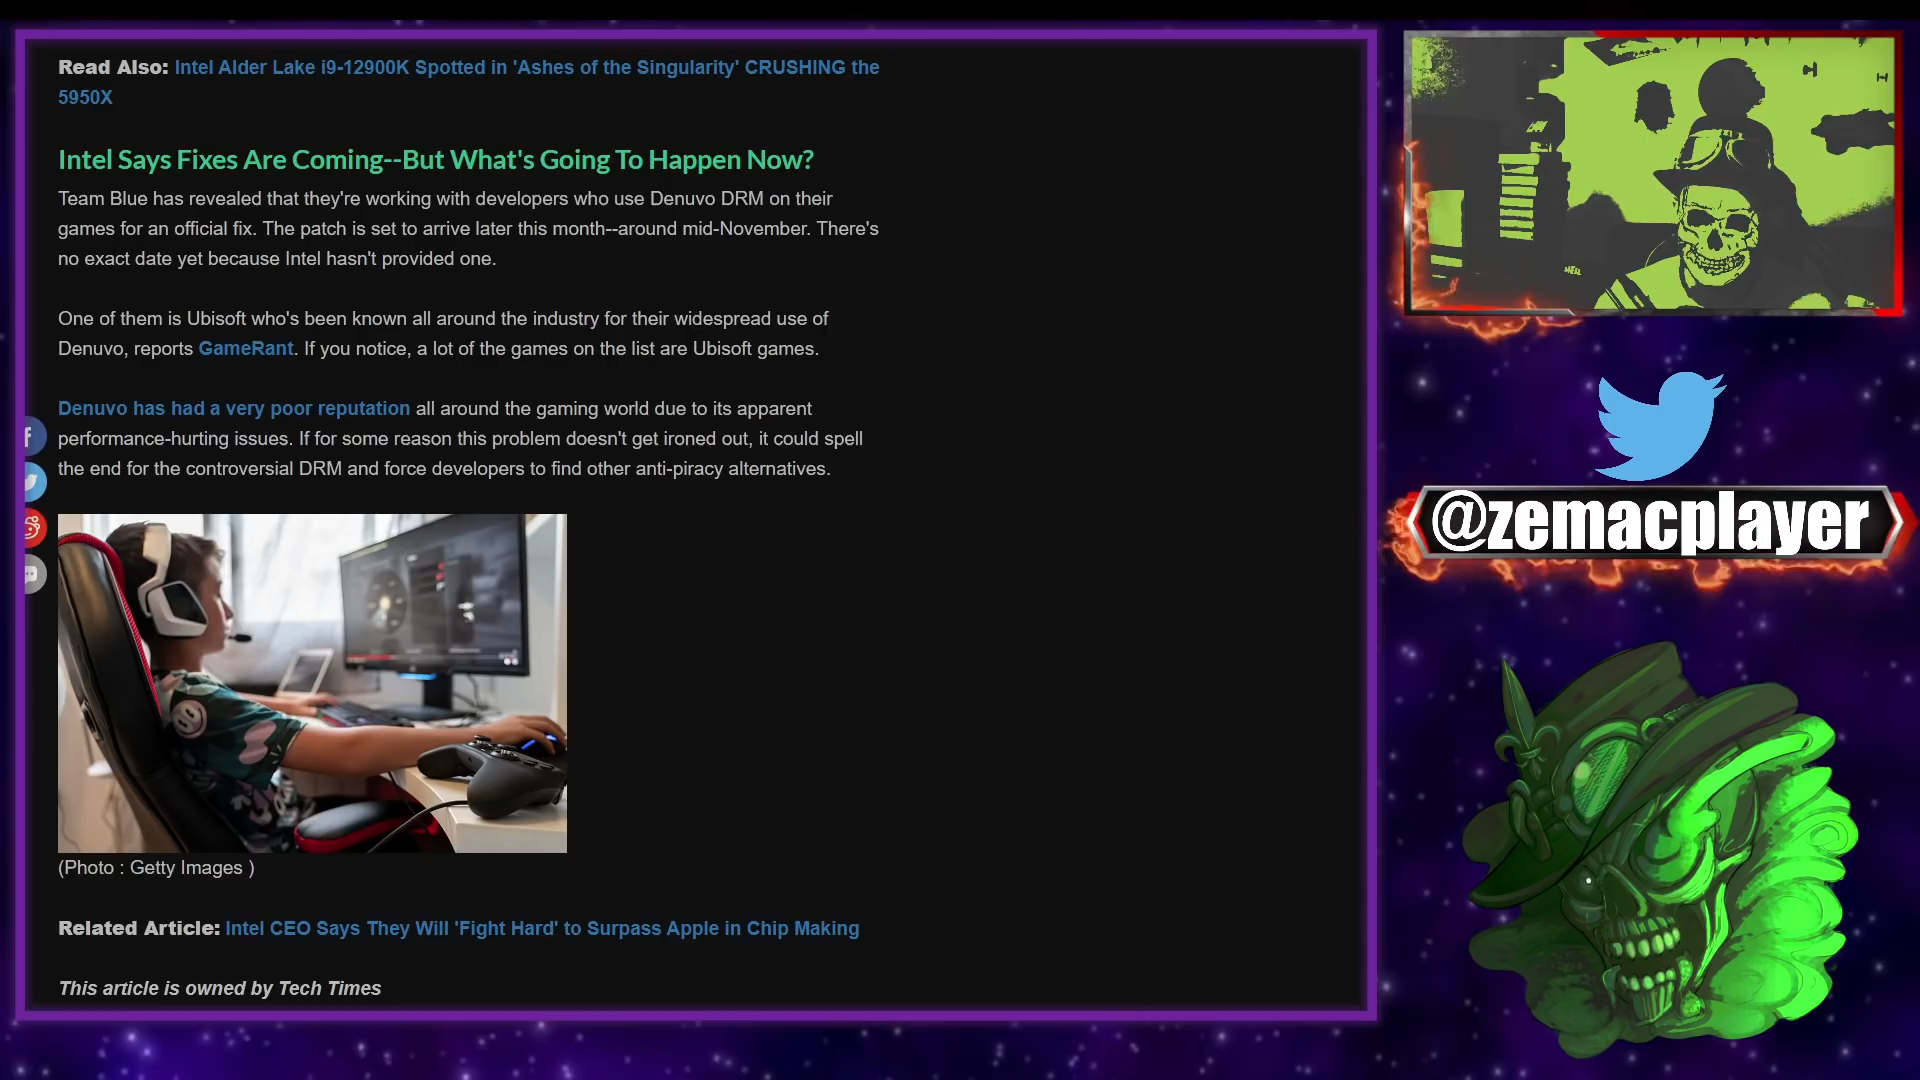 Read Also: Intel Alder Lake i9-12900K Spotted in 'Ashes of the Singularity' CRUSHING the
5950X
Intel Says Fixes Are Coming--But What's Going To Happen Now?
Team Blue has revealed that they're working with developers who use Denuvo DRM on their
games for an official fix. The patch is set to arrive later this month--around mid-November. There's
no exact date yet because Intel hasn't provided one.
One of them is Ubisoft who's been known all around the industry for their widespread use of
Denuvo, reports GameRant. If you notice, a lot of the games on the list are Ubisoft games.
Denuvo has had a very poor reputation all around the gaming world due to its apparent
performance-hurting issues. If for some reason this problem doesn't get ironed out, it could spell
the end for the controversial DRM and force developers to find other anti-piracy alternatives.
(Photo : Getty Images )
Related Article: Intel CEO Says They Will 'Fight Hard' to Surpass Apple in Chip Making
This article is owned by Tech Times
@zemacplayer